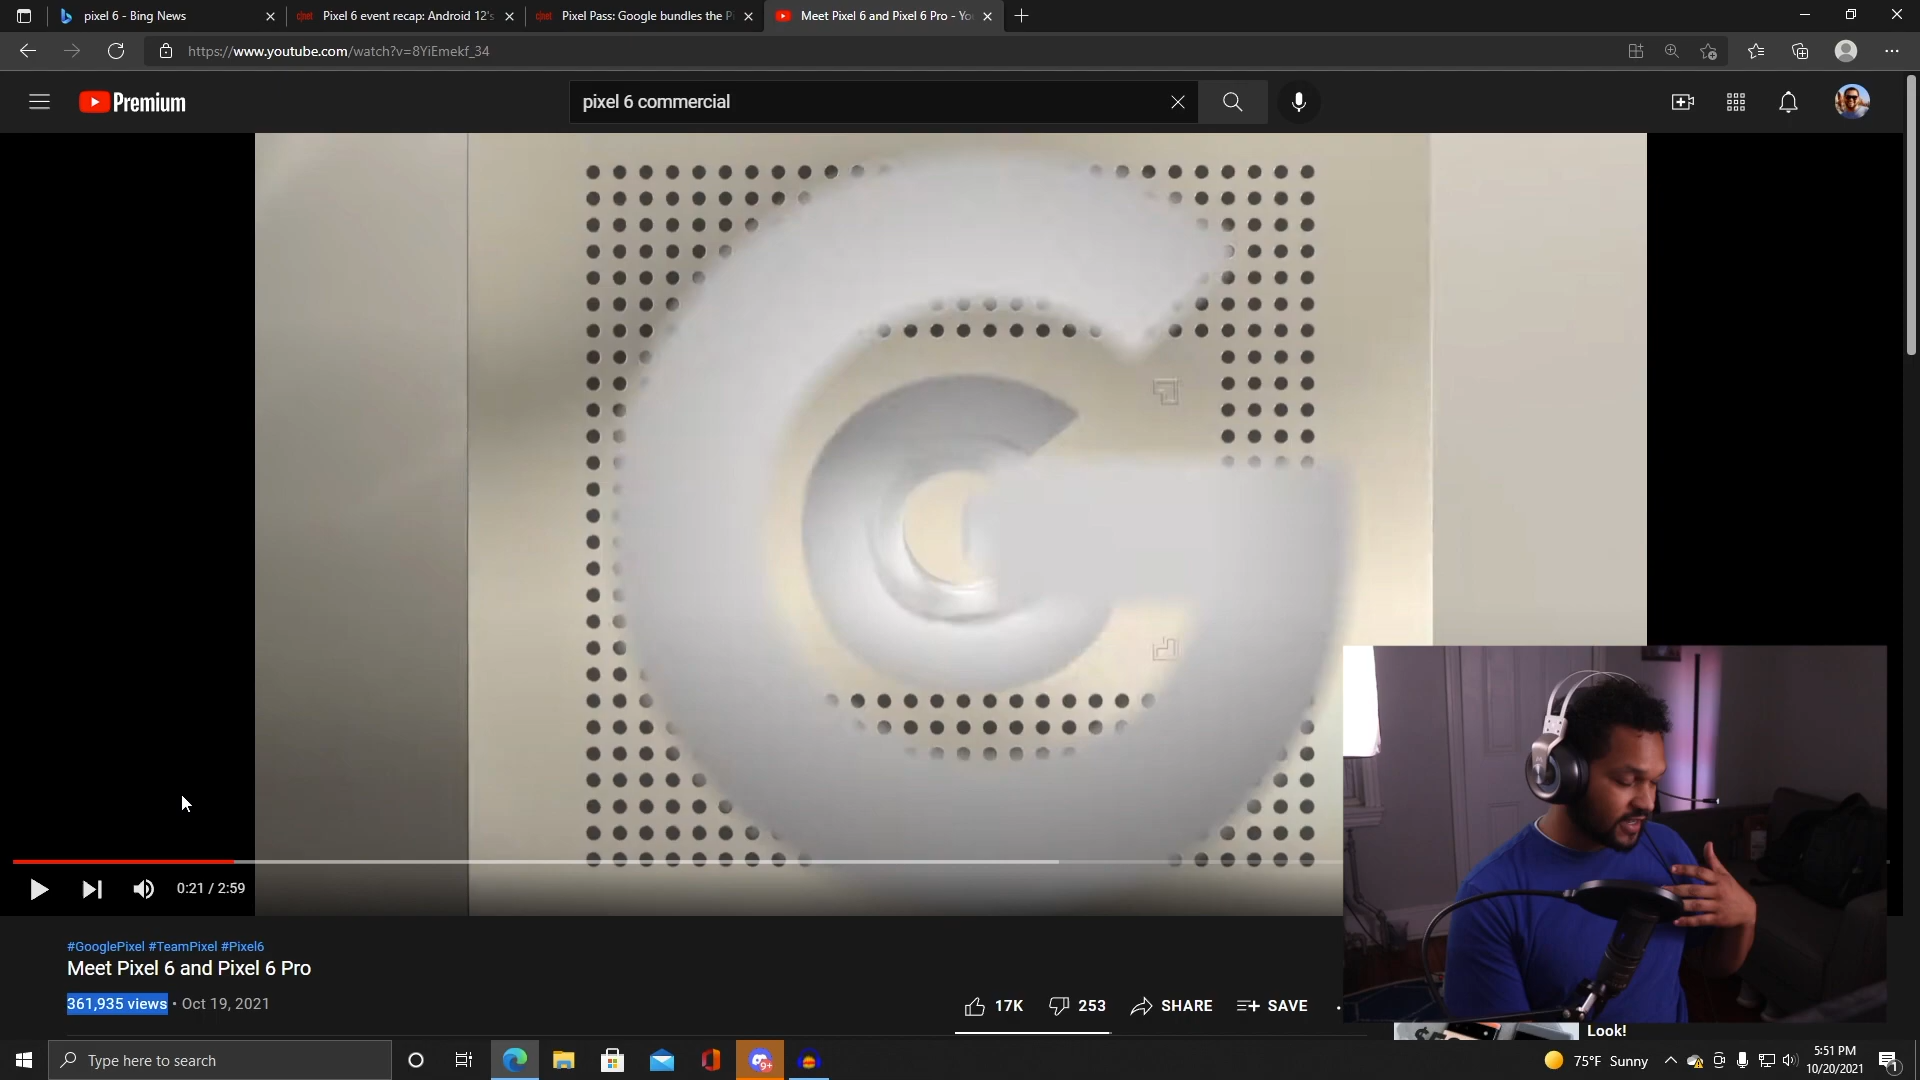 pixel 6 - Bing News
Pixel 6 event recap: Android 12's
Pixel Pass: Google bundles the P
Meet Pixel 6 and Pixel 6 Pro - Yo
https://www.youtube.com/watch?v=8YiEmekf_34
Premium
pixel 6 commercial
G
0:21 / 2:59
#GooglePixel #TeamPixel #Pixel6
Meet Pixel 6 and Pixel 6 Pro
361,935 views • Oct 19, 2021
17K 253 SHARE SAVE
Look!
Type here to search
9+
75°F Sunny
5:51 PM
10/20/2021
1